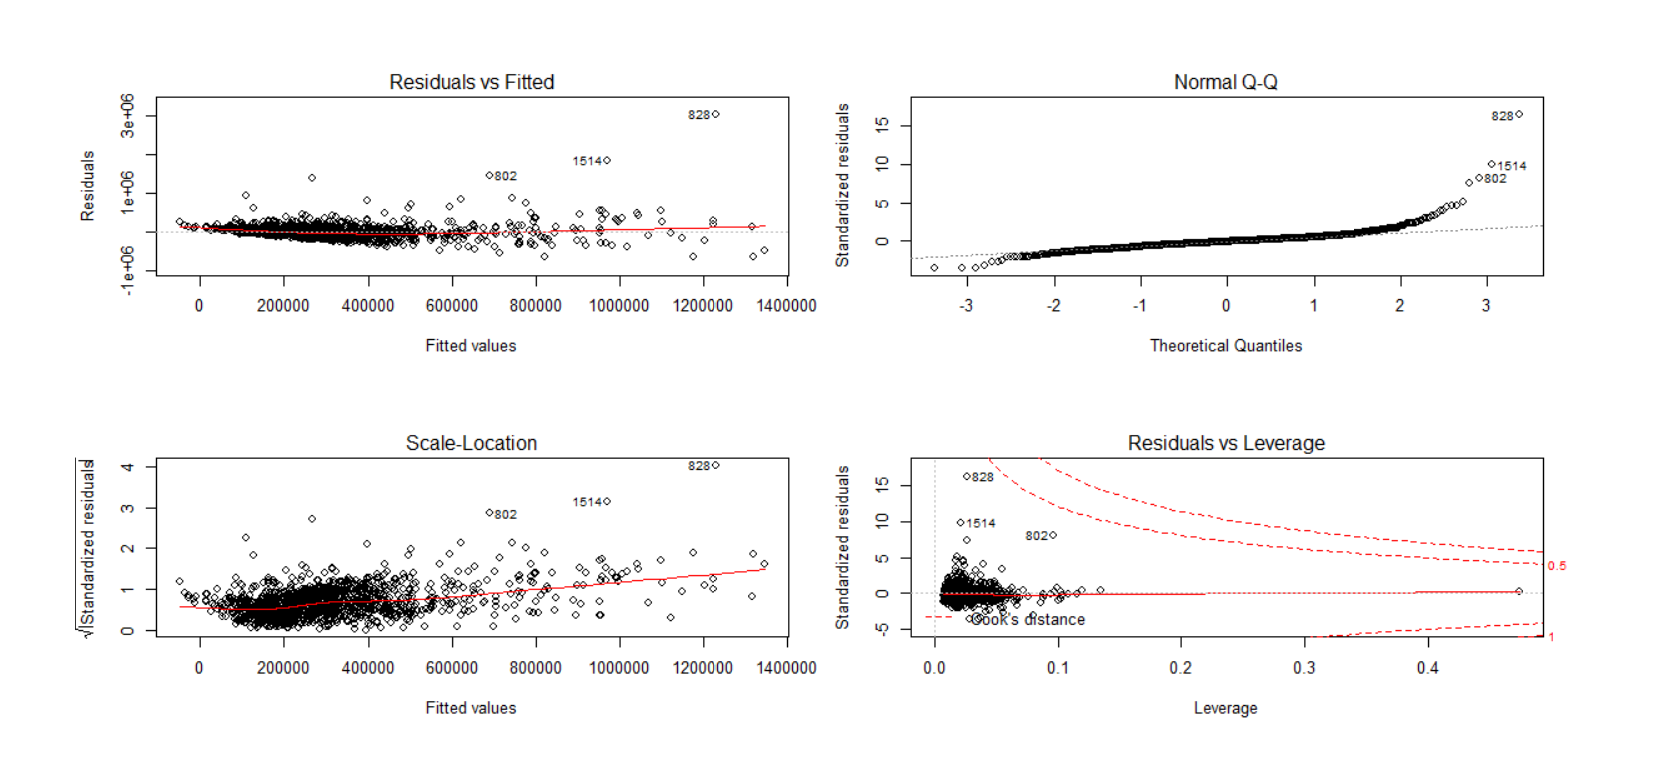 Residuals vs Fitted
Residuals
-1e+06 1e+06 3e+06
828
1514
802
0 200000 400000 600000 800000 1000000 1200000 1400000
Fitted values
Normal Q-Q
Standardized residuals
0 5 10 15
828
1514
802
-3 -2 -1 0 1 2 3
Theoretical Quantiles
Scale-Location
√|Standardized residuals|
0 1 2 3 4
828
1514
802
0 200000 400000 600000 800000 1000000 1200000 1400000
Fitted values
Residuals vs Leverage
Standardized residuals
-5 0 5 10 15
828
1514
802
0.5
Cook's distance
1
0.0 0.1 0.2 0.3 0.4
Leverage